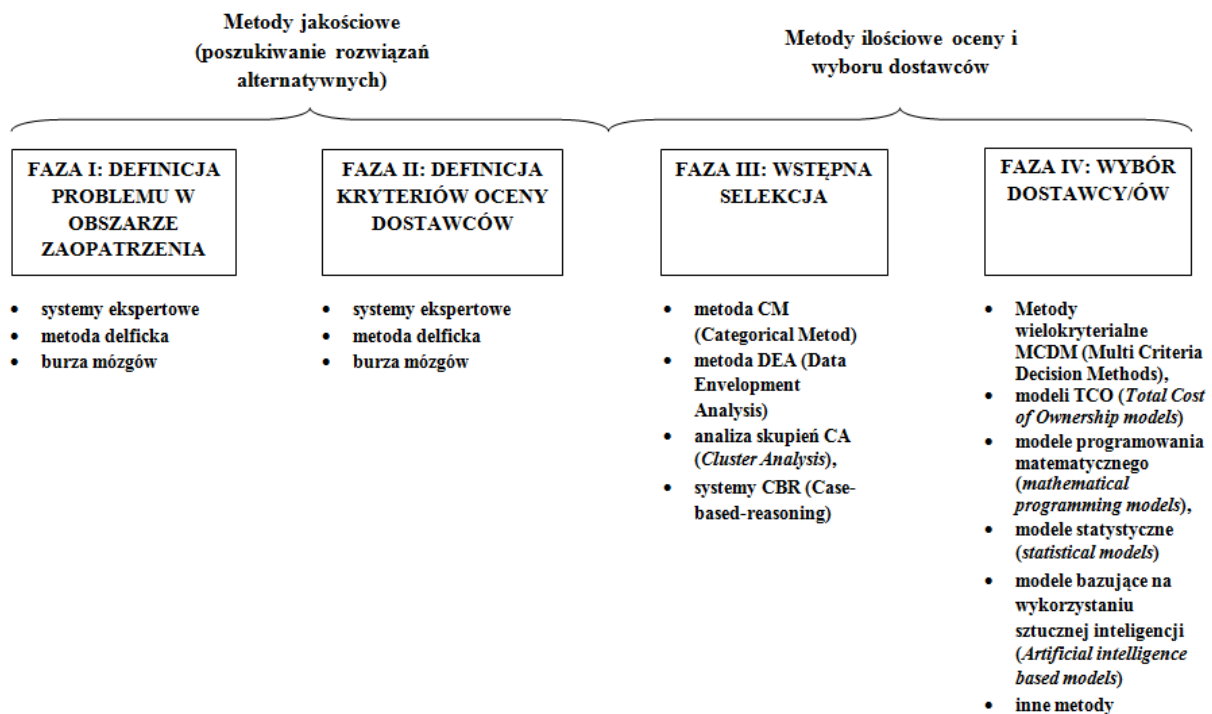 Metody jakościowe
(poszukiwanie rozwiązań
alternatywnych)
Metody ilościowe oceny i
wyboru dostawców
FAZA I: DEFINICJA
PROBLEMU W
OBSZARZE
ZAOPATRZENIA
• systemy ekspertowe
• metoda delficka
• burza mózgów
FAZA II: DEFINICJA
KRYTERIÓW OCENY
DOSTAWCÓW
• systemy ekspertowe
• metoda delficka
• burza mózgów
FAZA III: WSTĘPNA
SELEKCJA
• metoda CM
(Categorical Metod)
• metoda DEA (Data
Envelopment
Analysis)
• analiza skupień CA
(Cluster Analysis),
• systemy CBR (Case-
based-reasoning)
FAZA IV: WYBÓR
DOSTAWCY/ÓW
• Metody
wielokryterialne
MCDM (Multi Criteria
Decision Methods),
• modeli TCO (Total Cost
of Ownership models)
• modele programowania
matematycznego
(mathematical
programming models),
• modele statystyczne
(statistical models)
• modele bazujące na
wykorzystaniu
sztucznej inteligencji
(Artificial intelligence
based models)
• inne metody